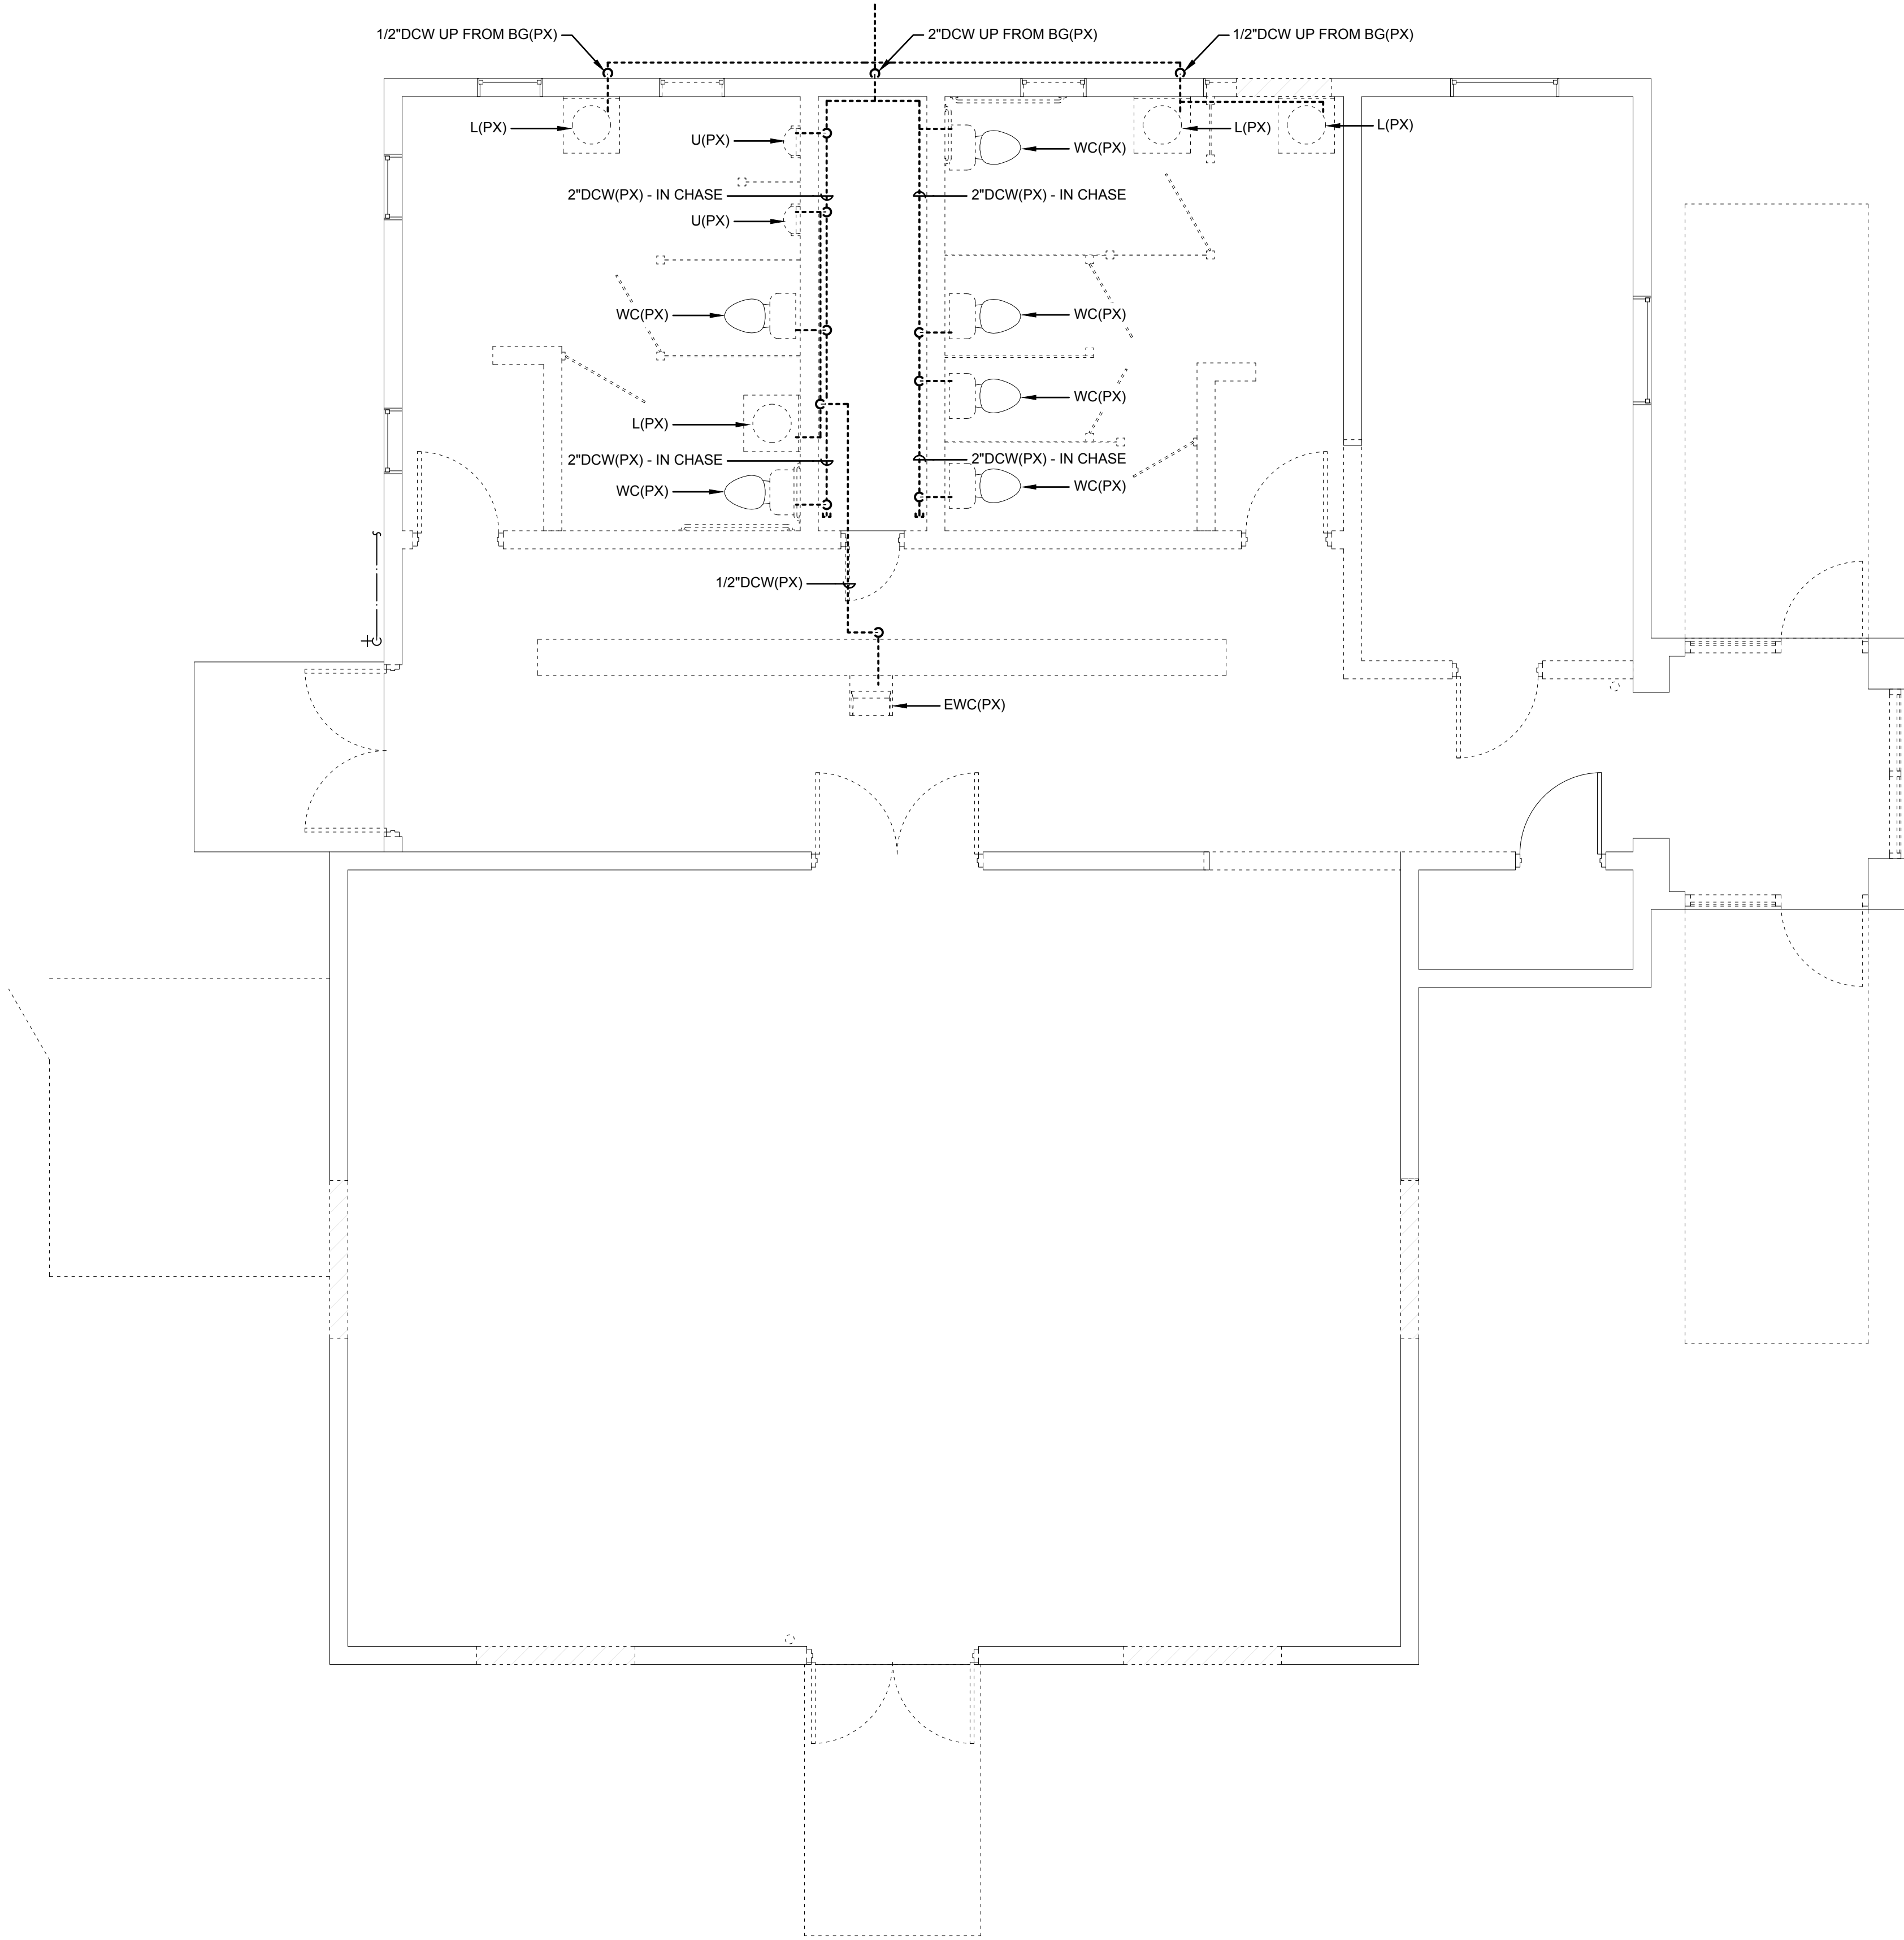 1/2"DCW UP FROM BG(PX)
2"DCW UP FROM BG(PX)
1/2"DCW UP FROM BG(PX)
L(PX)
U(PX)
WC(PX)
L(PX)
L(PX)
2"DCW(PX) - IN CHASE
2"DCW(PX) - IN CHASE
U(PX)
WC(PX)
WC(PX)
WC(PX)
L(PX)
2"DCW(PX) - IN CHASE
2"DCW(PX) - IN CHASE
WC(PX)
WC(PX)
1/2"DCW(PX)
EWC(PX)